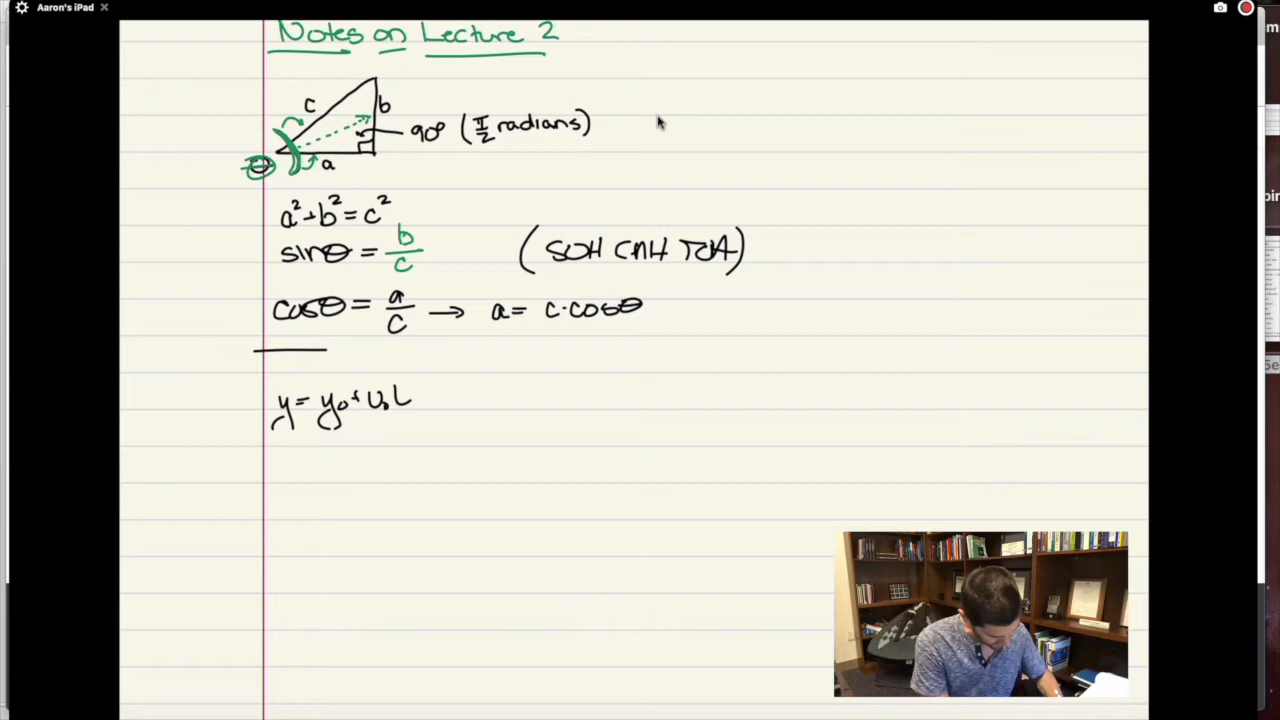 Aaron's iPad
Notes on Lecture 2
c
b
90° (π/2 radians)
θ
a
a² + b² = c²
sinθ = b/c (SOH CAH TOA)
cosθ = a/c → a = c·cosθ
y = y₀ + v₀